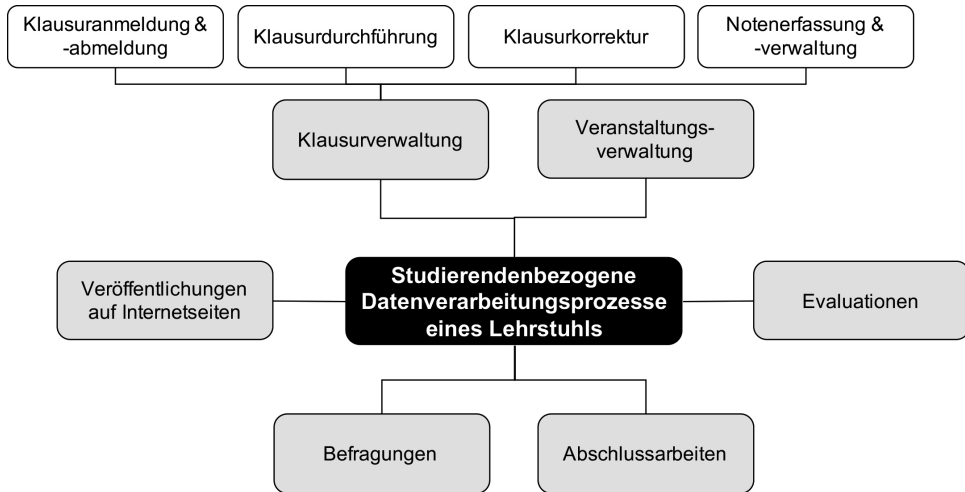 Klausuranmeldung &
-abmeldung
Klausurdurchführung
Klausurkorrektur
Notenerfassung &
-verwaltung
Klausurverwaltung
Veranstaltungs-
verwaltung
Veröffentlichungen
auf Internetseiten
Studierendenbezogene
Datenverarbeitungsprozesse
eines Lehrstuhls
Evaluationen
Befragungen
Abschlussarbeiten